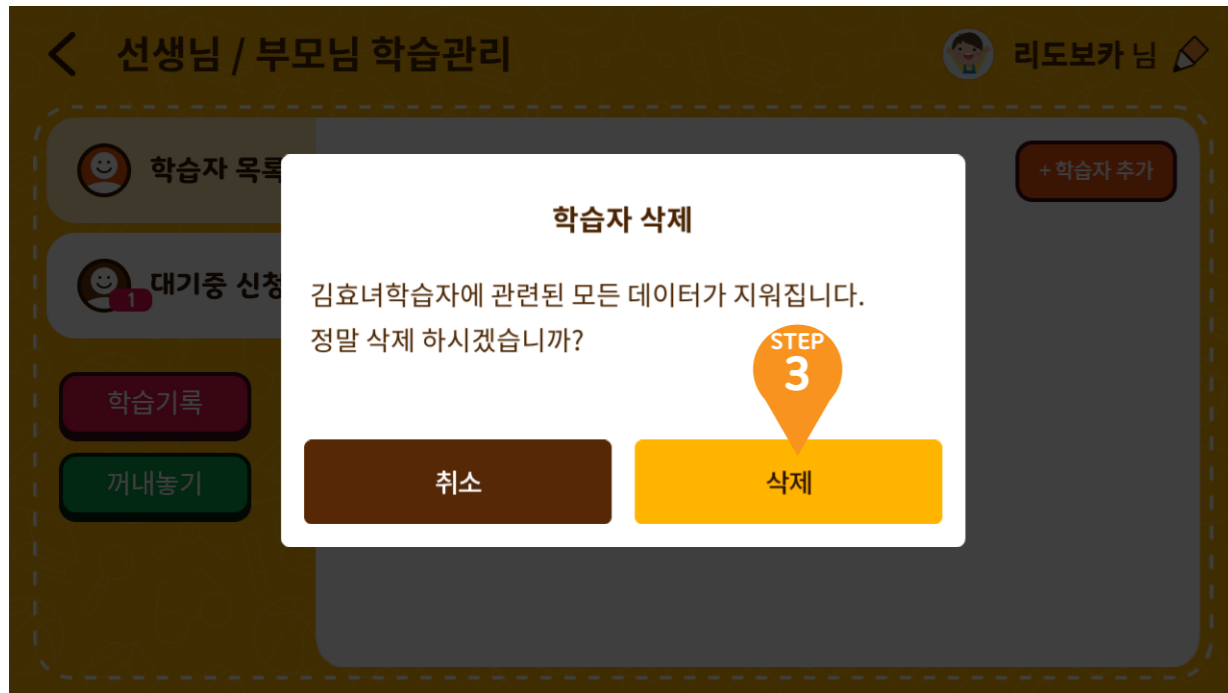 선생님 / 부모님 학습관리
리도보카 님
학습자 목록
+ 학습자 추가
대기중 신청
1
학습기록
꺼내놓기
학습자 삭제
김효녀학습자에 관련된 모든 데이터가 지워집니다.
정말 삭제 하시겠습니까?
STEP
3
취소
삭제